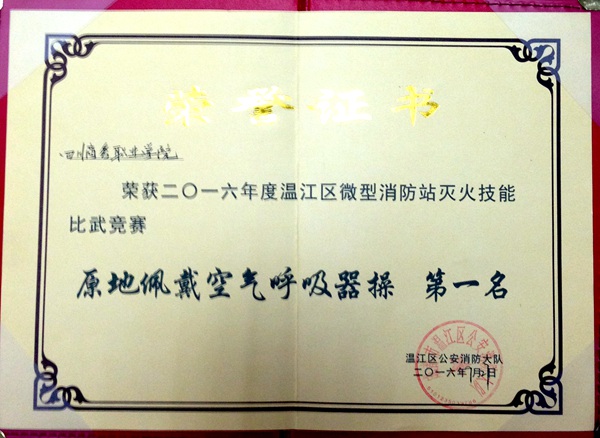 荣誉证书
四川商务职业学院
荣获二〇一六年度温江区微型消防站灭火技能
比武竞赛
原地佩戴空气呼吸器操 第一名
温江区公安消防大队
二〇一六年7月 日